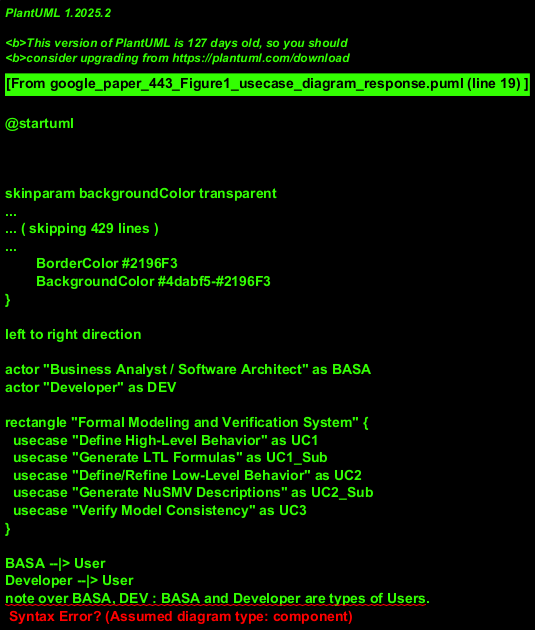 PlantUML 1.2025.2
<b>This version of PlantUML is 127 days old, so you should
<b>consider upgrading from https://plantuml.com/download
[From google_paper_443_Figure1_usecase_diagram_response.puml (line 19) ]
@startuml
skinparam backgroundColor transparent
...
... ( skipping 429 lines )
...
BorderColor #2196F3
BackgroundColor #4dabf5-#2196F3
}
left to right direction
actor "Business Analyst / Software Architect" as BASA
actor "Developer" as DEV
rectangle "Formal Modeling and Verification System" {
usecase "Define High-Level Behavior" as UC1
usecase "Generate LTL Formulas" as UC1_Sub
usecase "Define/Refine Low-Level Behavior" as UC2
usecase "Generate NuSMV Descriptions" as UC2_Sub
usecase "Verify Model Consistency" as UC3
}
BASA --|> User
Developer --|> User
note over BASA, DEV : BASA and Developer are types of Users.
Syntax Error? (Assumed diagram type: component)